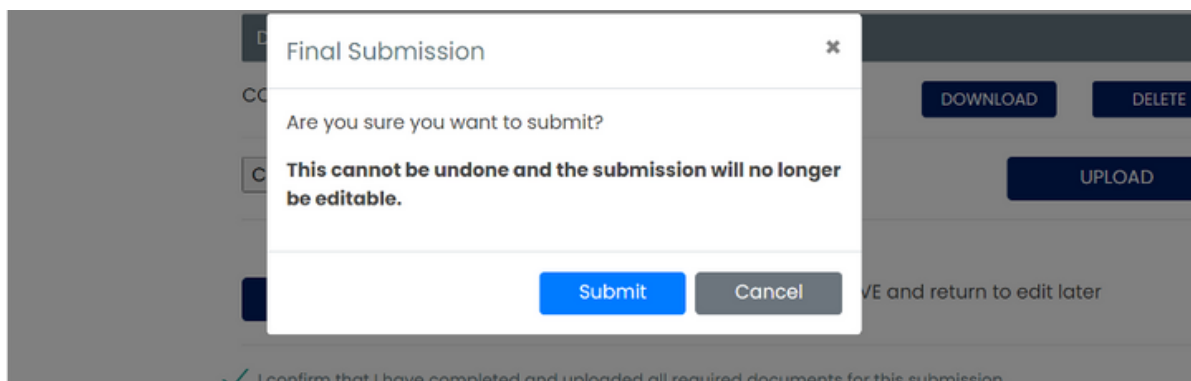 Final Submission
DOWNLOAD
DELETE
Are you sure you want to submit?
This cannot be undone and the submission will no longer
be editable.
UPLOAD
Submit
Cancel
and return to edit later
I confirm that I have completed and uploaded all required documents for this submission